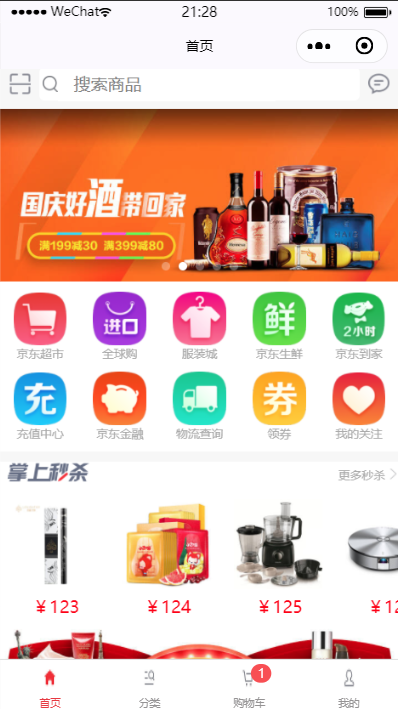 WeChat
21:28
100%
首页
搜索商品
国庆好酒带回家
满199减30 满399减80
进口
鲜
2小时
京东超市
全球购
服装城
京东生鲜
京东到家
充
券
充值中心
京东金融
物流查询
领券
我的关注
掌上秒杀
更多秒杀
￥123
￥124
￥125
￥12
1
首页
分类
购物车
我的